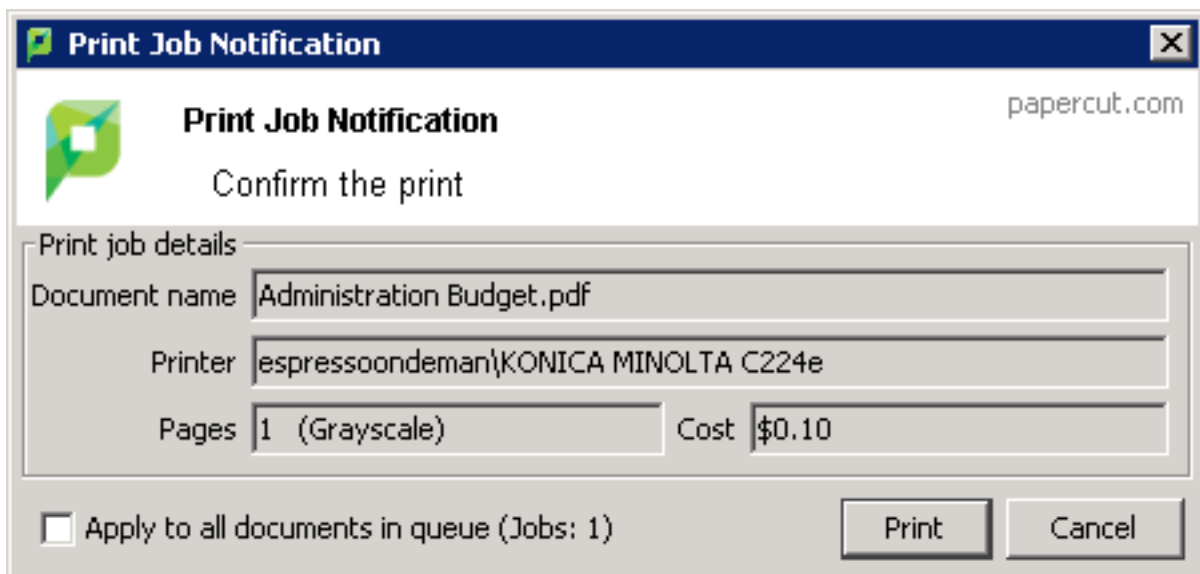 Print Job Notification
papercut.com
Print Job Notification
Confirm the print
Print job details
Document name Administration Budget.pdf
Printer espressoondeman\KONICA MINOLTA C224e
Pages 1 (Grayscale) Cost $0.10
Apply to all documents in queue (Jobs: 1) Print Cancel